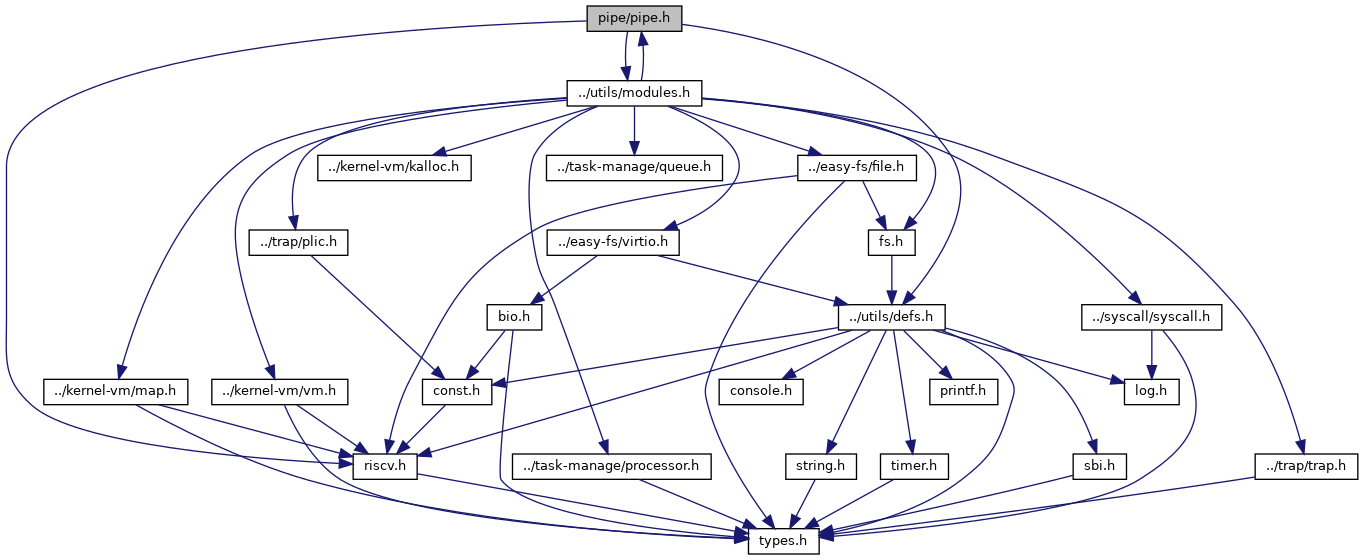 pipe/pipe.h
../utils/modules.h
../kernel-vm/kalloc.h
../task-manage/queue.h
../easy-fs/file.h
../trap/plic.h
../easy-fs/virtio.h
fs.h
bio.h
../utils/defs.h
../syscall/syscall.h
../kernel-vm/map.h
../kernel-vm/vm.h
const.h
console.h
printf.h
log.h
riscv.h
../task-manage/processor.h
string.h
timer.h
sbi.h
../trap/trap.h
types.h